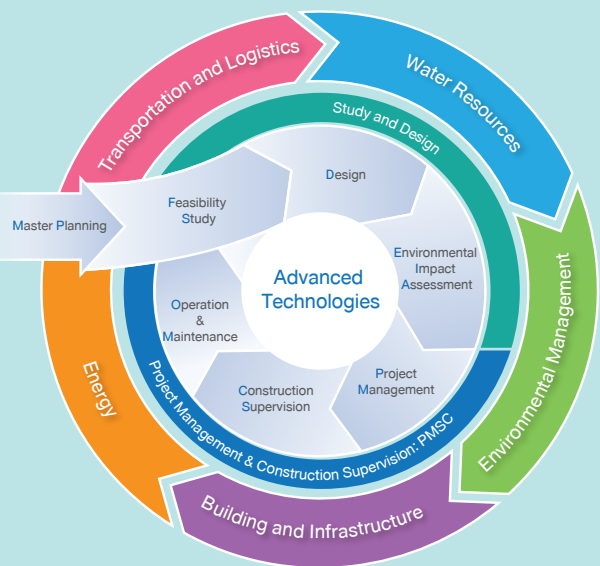 Transportation and Logistics
Water Resources
Study and Design
Master Planning
Feasibility
Study
Design
Environmental
Impact
Assessment
Advanced
Technologies
Operation
&
Maintenance
Project
Management
Construction
Supervision
Project Management & Construction Supervision: PMSC
Environmental Management
Energy
Building and Infrastructure